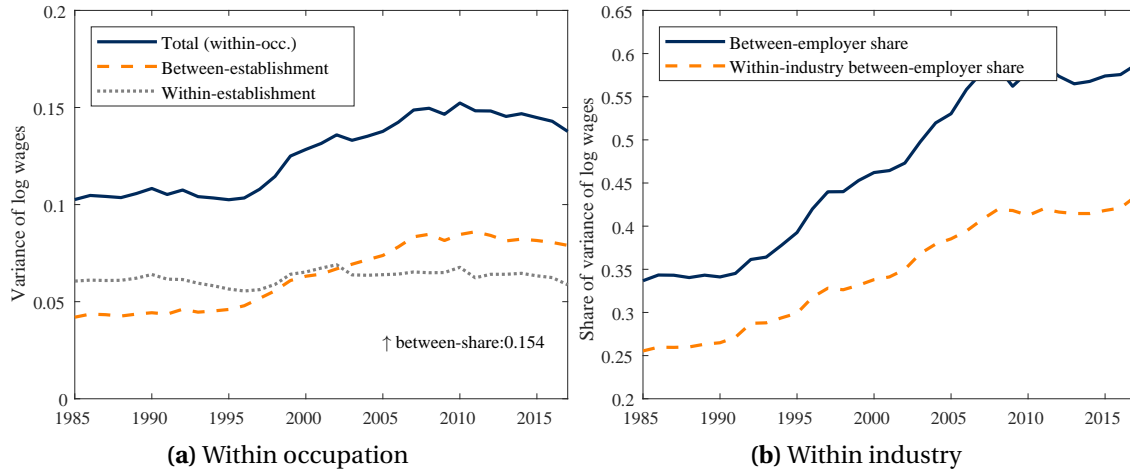 0.2
0.15
0.1
0.05
0
Variance of log wages
Total (within-occ.)
Between-establishment
Within-establishment
↑ between-share:0.154
1985 1990 1995 2000 2005 2010 2015
(a) Within occupation
0.65
0.6
0.55
0.5
0.45
0.4
0.35
0.3
0.25
0.2
Share of variance of log wages
Between-employer share
Within-industry between-employer share
1985 1990 1995 2000 2005 2010 2015
(b) Within industry